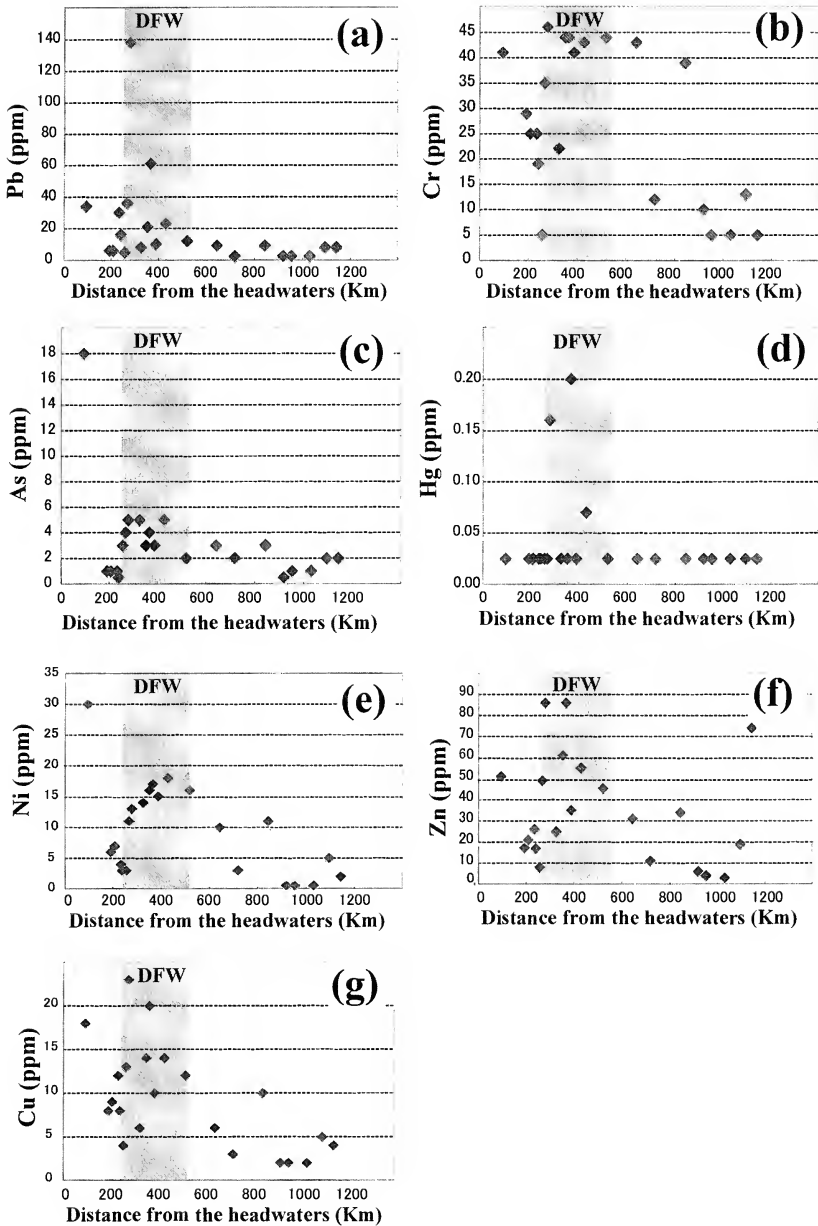 DFW
(a)
140
120
100
80
60
40
20
0
Pb (ppm)
0 200 400 600 800 1000 1200
Distance from the headwaters (Km)
DFW
(b)
45
40
35
30
25
20
15
10
5
0
Cr (ppm)
0 200 400 600 800 1000 1200
Distance from the headwaters (Km)
DFW
(c)
18
16
14
12
10
8
6
4
2
0
As (ppm)
0 200 400 600 800 1000 1200
Distance from the headwaters (Km)
DFW
(d)
0.20
0.15
0.10
0.05
0.00
Hg (ppm)
0 200 400 600 800 1000 1200
Distance from the headwaters (Km)
DFW
(e)
35
30
25
20
15
10
5
0
Ni (ppm)
0 200 400 600 800 1000 1200
Distance from the headwaters (Km)
DFW
(f)
90
80
70
60
50
40
30
20
10
0
Zn (ppm)
0 200 400 600 800 1000 1200
Distance from the headwaters (Km)
DFW
(g)
20
15
10
5
0
Cu (ppm)
0 200 400 600 800 1000 1200
Distance from the headwaters (Km)